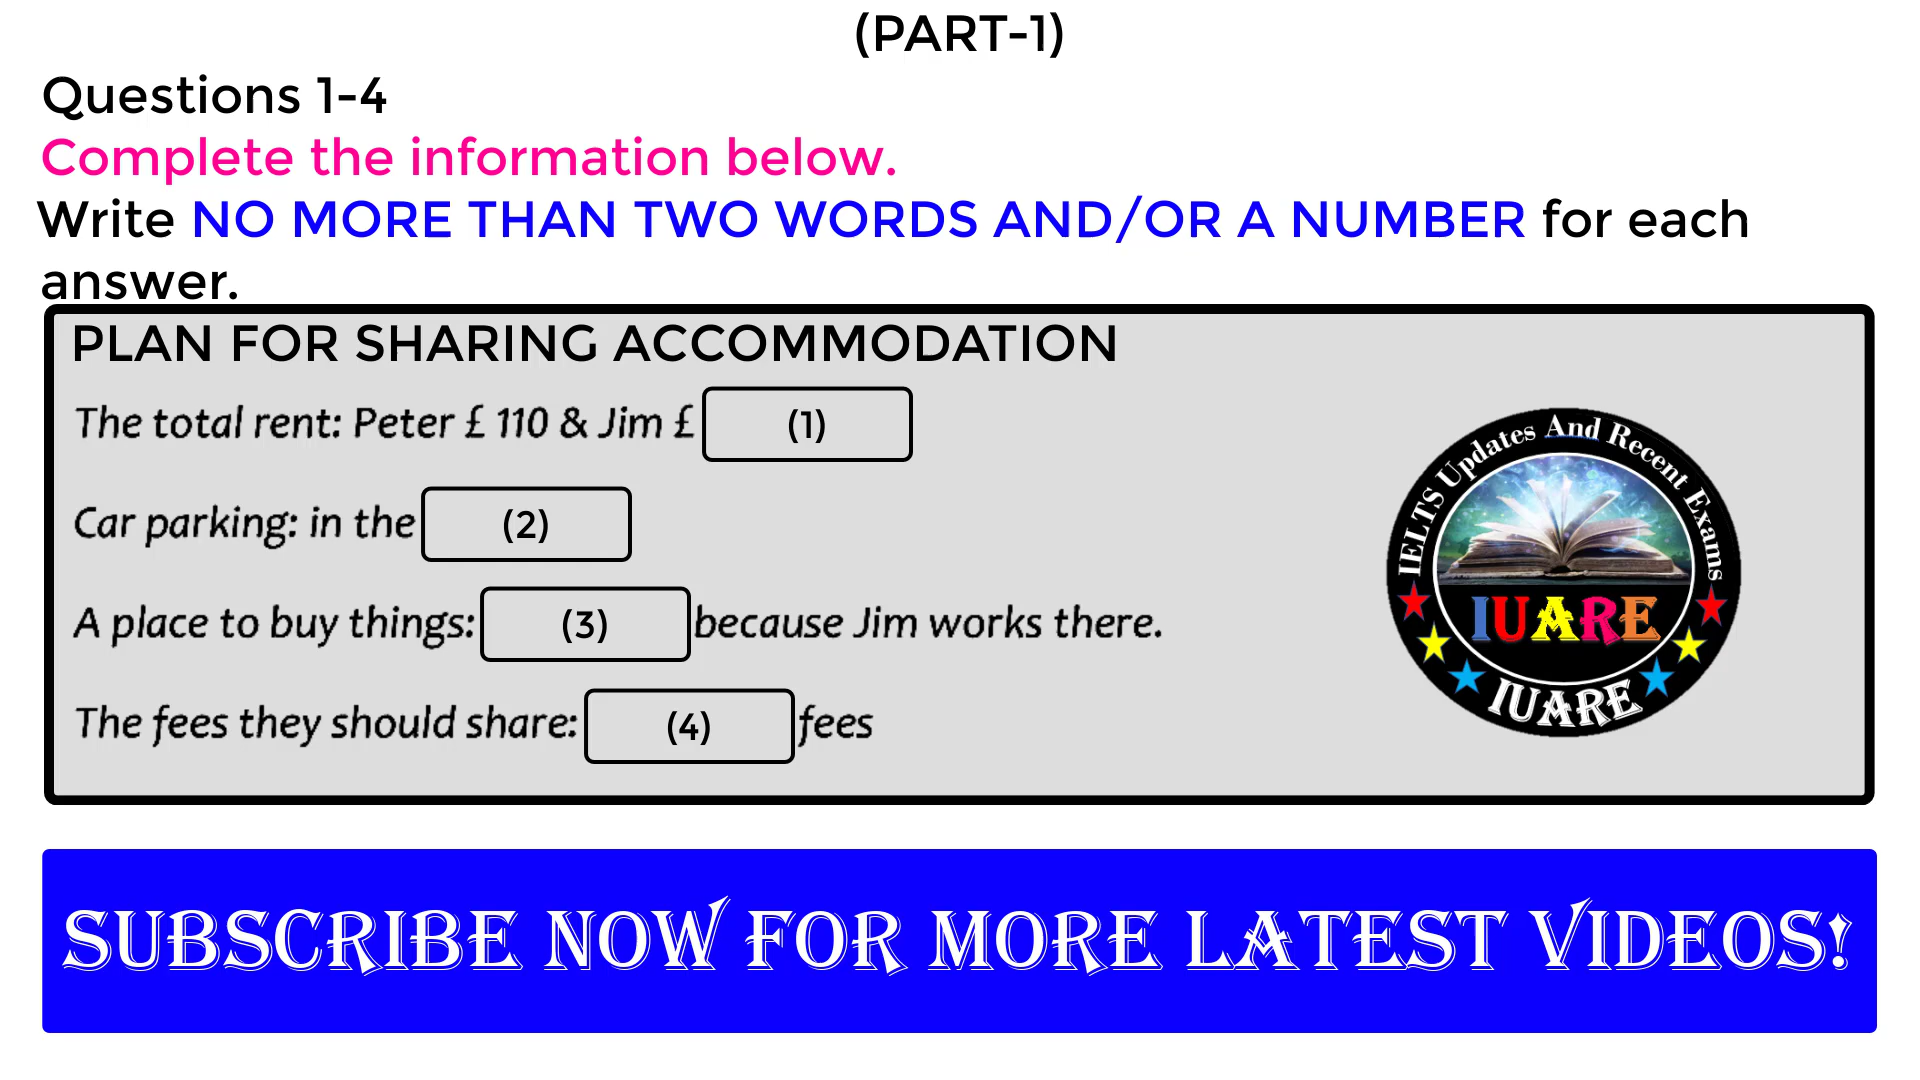 (PART-1)
Questions 1-4
Complete the information below.
Write NO MORE THAN TWO WORDS AND/OR A NUMBER for each
answer.
PLAN FOR SHARING ACCOMMODATION
The total rent: Peter £ 110 & Jim £ (1)
Car parking: in the (2)
A place to buy things: (3) because Jim works there.
The fees they should share: (4) fees
IELTS Updates And Recent Exams
IUARE
IUARE
SUBSCRIBE NOW FOR MORE LATEST VIDEOS!